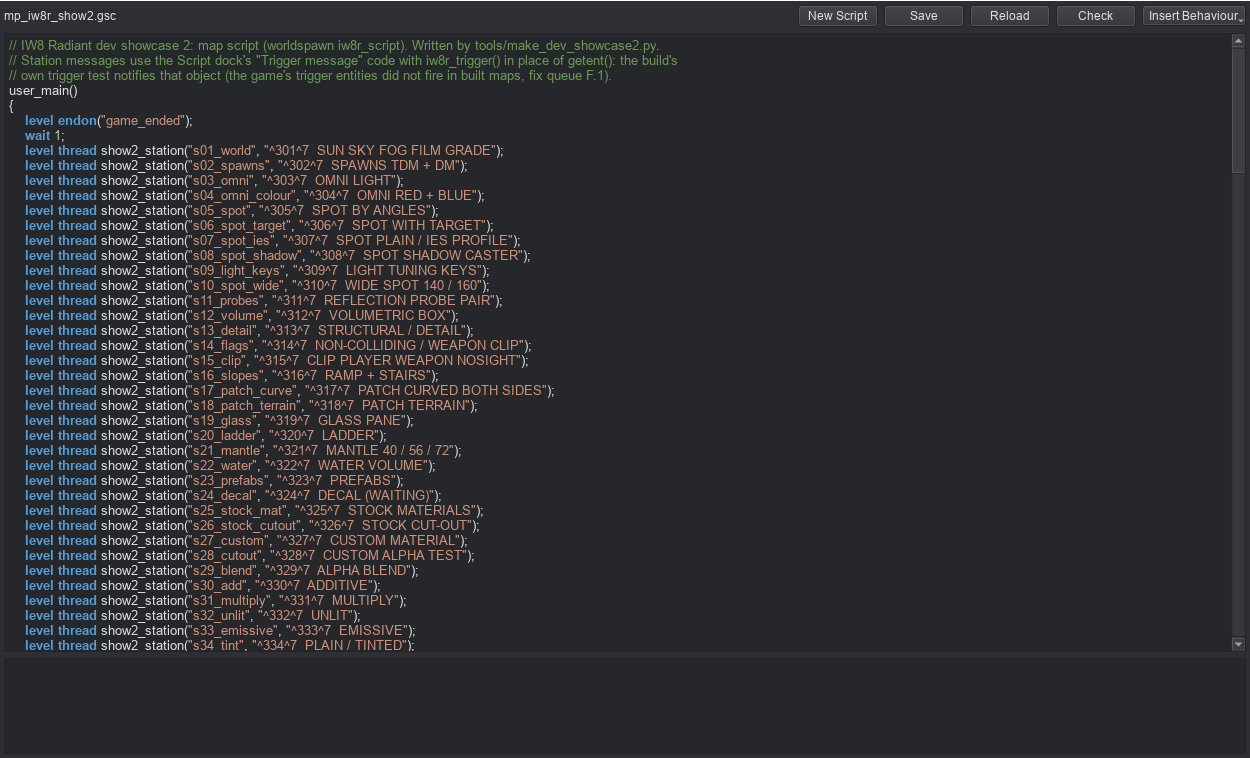 mp_iw8r_show2.gsc
New Script Save Reload Check Insert Behaviour
// IW8 Radiant dev showcase 2: map script (worldspawn iw8r_script). Written by tools/make_dev_showcase2.py.
// Station messages use the Script dock's "Trigger message" code with iw8r_trigger() in place of getent(): the build's
// own trigger test notifies that object (the game's trigger entities did not fire in built maps, fix queue F.1).
user_main()
{
level endon("game_ended");
wait 1;
level thread show2_station("s01_world", "^301^7  SUN SKY FOG FILM GRADE");
level thread show2_station("s02_spawns", "^302^7  SPAWNS TDM + DM");
level thread show2_station("s03_omni", "^303^7  OMNI LIGHT");
level thread show2_station("s04_omni_colour", "^304^7  OMNI RED + BLUE");
level thread show2_station("s05_spot", "^305^7  SPOT BY ANGLES");
level thread show2_station("s06_spot_target", "^306^7  SPOT WITH TARGET");
level thread show2_station("s07_spot_ies", "^307^7  SPOT PLAIN / IES PROFILE");
level thread show2_station("s08_spot_shadow", "^308^7  SPOT SHADOW CASTER");
level thread show2_station("s09_light_keys", "^309^7  LIGHT TUNING KEYS");
level thread show2_station("s10_spot_wide", "^310^7  WIDE SPOT 140 / 160");
level thread show2_station("s11_probes", "^311^7  REFLECTION PROBE PAIR");
level thread show2_station("s12_volume", "^312^7  VOLUMETRIC BOX");
level thread show2_station("s13_detail", "^313^7  STRUCTURAL / DETAIL");
level thread show2_station("s14_flags", "^314^7  NON-COLLIDING / WEAPON CLIP");
level thread show2_station("s15_clip", "^315^7  CLIP PLAYER WEAPON NOSIGHT");
level thread show2_station("s16_slopes", "^316^7  RAMP + STAIRS");
level thread show2_station("s17_patch_curve", "^317^7  PATCH CURVED BOTH SIDES");
level thread show2_station("s18_patch_terrain", "^318^7  PATCH TERRAIN");
level thread show2_station("s19_glass", "^319^7  GLASS PANE");
level thread show2_station("s20_ladder", "^320^7  LADDER");
level thread show2_station("s21_mantle", "^321^7  MANTLE 40 / 56 / 72");
level thread show2_station("s22_water", "^322^7  WATER VOLUME");
level thread show2_station("s23_prefabs", "^323^7  PREFABS");
level thread show2_station("s24_decal", "^324^7  DECAL (WAITING)");
level thread show2_station("s25_stock_mat", "^325^7  STOCK MATERIALS");
level thread show2_station("s26_stock_cutout", "^326^7  STOCK CUT-OUT");
level thread show2_station("s27_custom", "^327^7  CUSTOM MATERIAL");
level thread show2_station("s28_cutout", "^328^7  CUSTOM ALPHA TEST");
level thread show2_station("s29_blend", "^329^7  ALPHA BLEND");
level thread show2_station("s30_add", "^330^7  ADDITIVE");
level thread show2_station("s31_multiply", "^331^7  MULTIPLY");
level thread show2_station("s32_unlit", "^332^7  UNLIT");
level thread show2_station("s33_emissive", "^333^7  EMISSIVE");
level thread show2_station("s34_tint", "^334^7  PLAIN / TINTED");